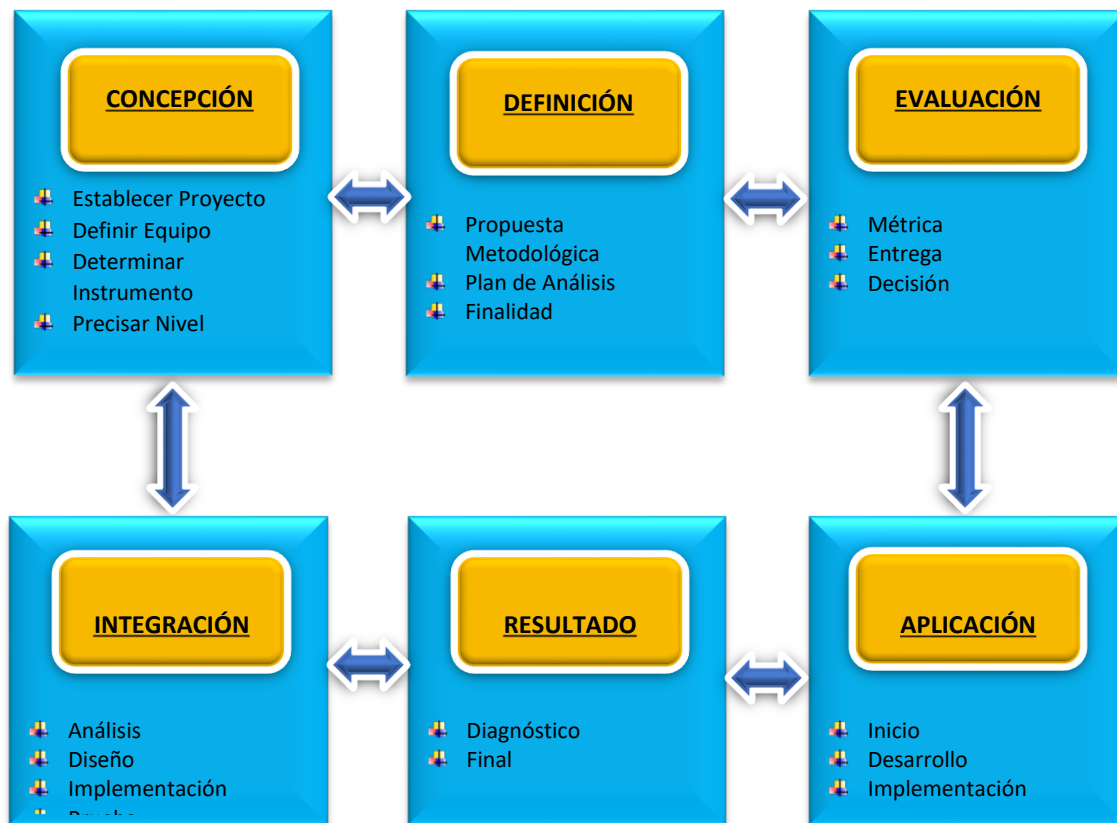 CONCEPCIÓN
Establecer Proyecto
Definir Equipo
Determinar
Instrumento
Precisar Nivel
DEFINICIÓN
Propuesta
Metodológica
Plan de Análisis
Finalidad
EVALUACIÓN
Métrica
Entrega
Decisión
INTEGRACIÓN
Análisis
Diseño
Implementación
RESULTADO
Diagnóstico
Final
APLICACIÓN
Inicio
Desarrollo
Implementación